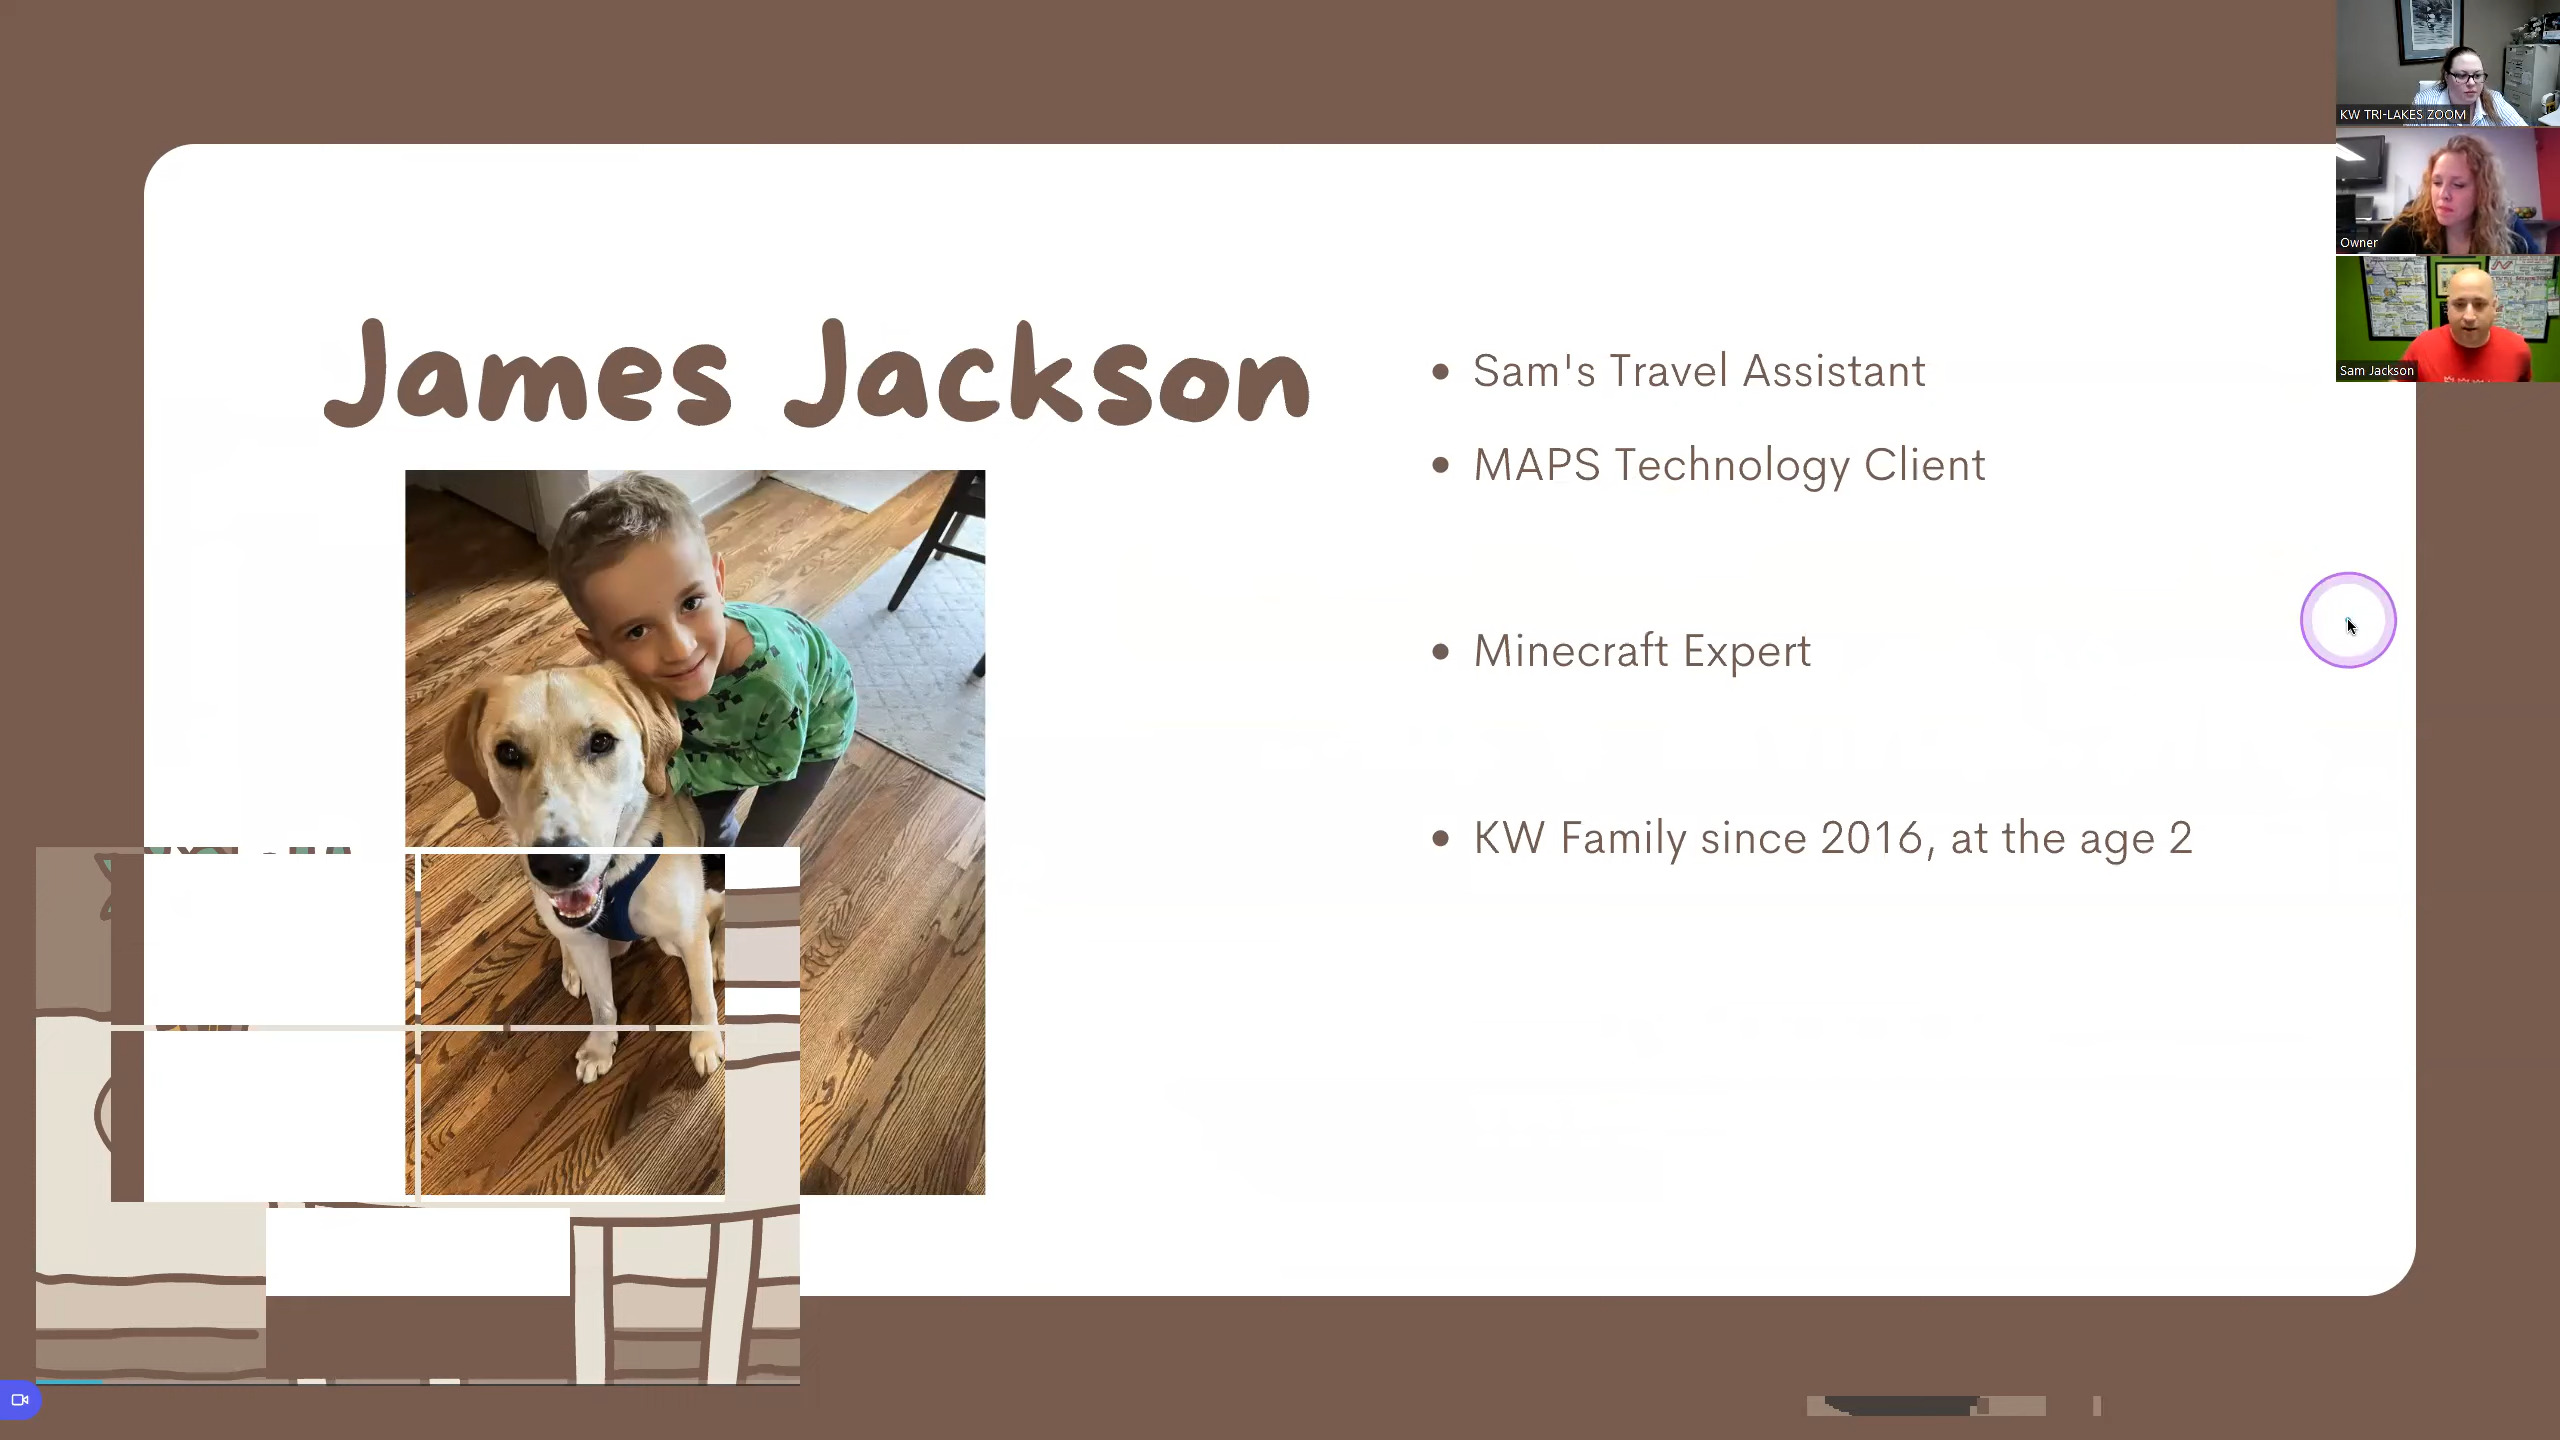 KW TRI-LAKES ZOOM
Owner
Sam Jackson
James Jackson
Sam's Travel Assistant
MAPS Technology Client
Minecraft Expert
KW Family since 2016, at the age 2